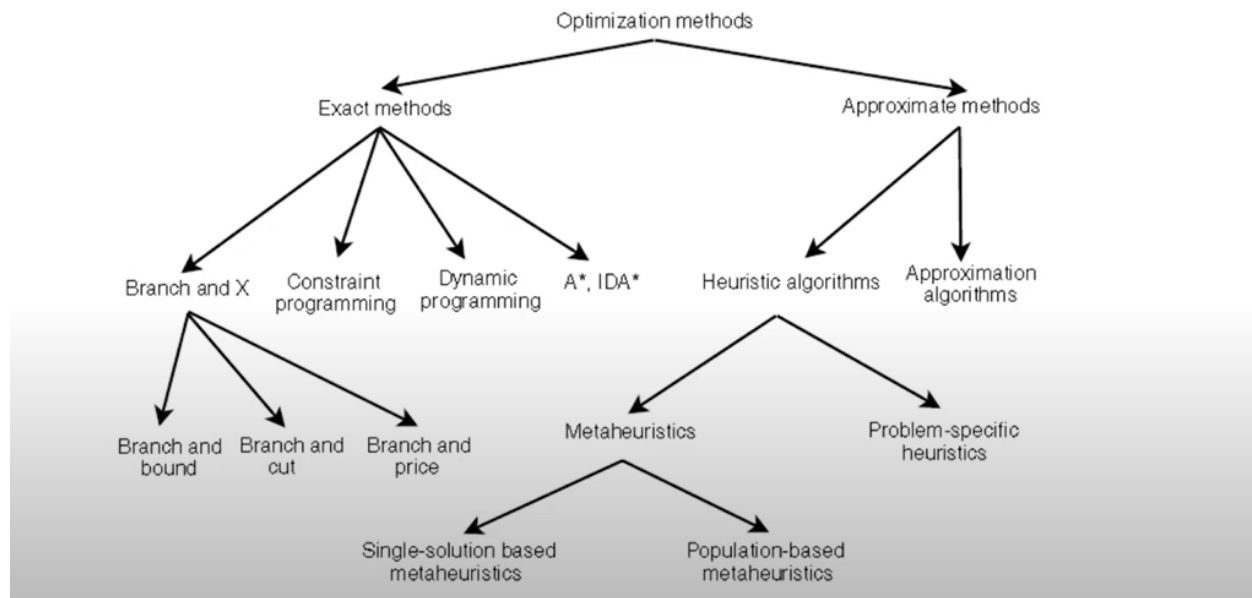 Optimization methods
Exact methods
Approximate methods
Branch and X
Constraint
programming
Dynamic
programming
A*, IDA*
Heuristic algorithms
Approximation
algorithms
Branch and
bound
Branch and
cut
Branch and
price
Metaheuristics
Problem-specific
heuristics
Single-solution based
metaheuristics
Population-based
metaheuristics